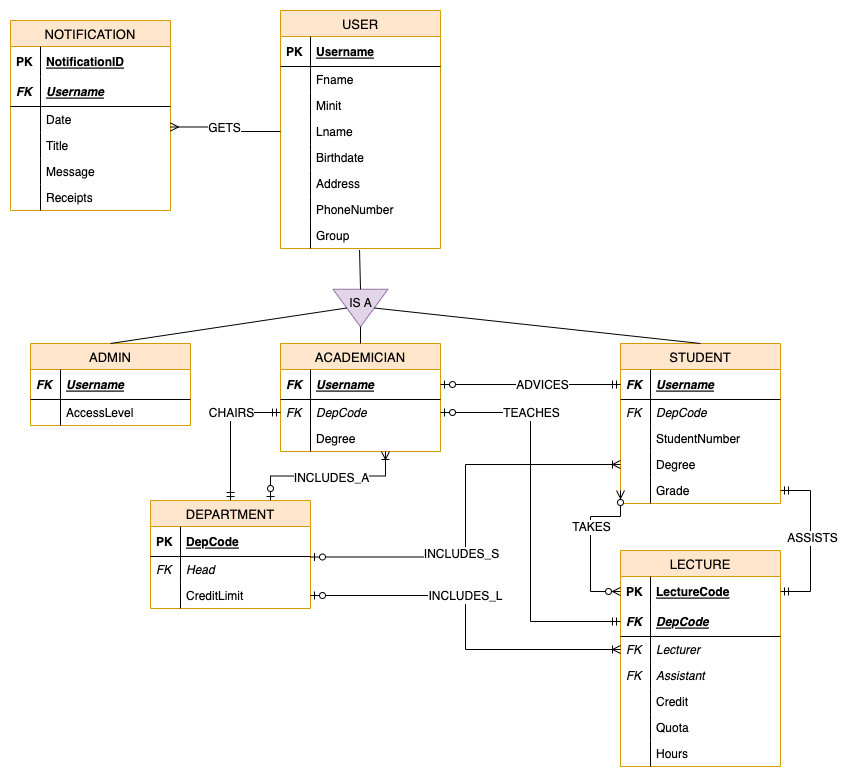 NOTIFICATION
PK NotificationID
FK Username
Date
Title
Message
Receipts
USER
PK Username
Fname
Minit
Lname
Birthdate
Address
PhoneNumber
Group
GETS
IS A
ADMIN
FK Username
AccessLevel
ACADEMICIAN
FK Username
FK DepCode
Degree
STUDENT
FK Username
FK DepCode
StudentNumber
Degree
Grade
ADVICES
TEACHES
CHAIRS
INCLUDES_A
DEPARTMENT
PK DepCode
FK Head
CreditLimit
INCLUDES_S
INCLUDES_L
TAKES
ASSISTS
LECTURE
PK LectureCode
FK DepCode
FK Lecturer
FK Assistant
Credit
Quota
Hours